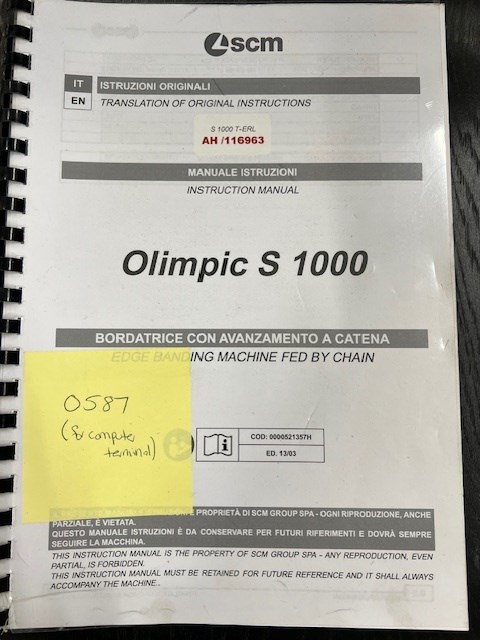 scm
IT ISTRUZIONI ORIGINALI
EN TRANSLATION OF ORIGINAL INSTRUCTIONS
S 1000 T-ERL
AH /116963
MANUALE ISTRUZIONI
INSTRUCTION MANUAL
Olimpic S 1000
BORDATRICE CON AVANZAMENTO A CATENA
EDGE BANDING MACHINE FED BY CHAIN
0587
(& computer
terminal)
i
COD: 0000521357H
ED. 13/03
PROPRIETÀ DI SCM GROUP SPA - OGNI RIPRODUZIONE, ANCHE
PARZIALE, È VIETATA.
QUESTO MANUALE ISTRUZIONI È DA CONSERVARE PER FUTURI RIFERIMENTI E DOVRÀ SEMPRE
SEGUIRE LA MACCHINA.
THIS INSTRUCTION MANUAL IS THE PROPERTY OF SCM GROUP SPA - ANY REPRODUCTION, EVEN
PARTIAL, IS FORBIDDEN.
THIS INSTRUCTION MANUAL MUST BE RETAINED FOR FUTURE REFERENCE AND IT SHALL ALWAYS
ACCOMPANY THE MACHINE..